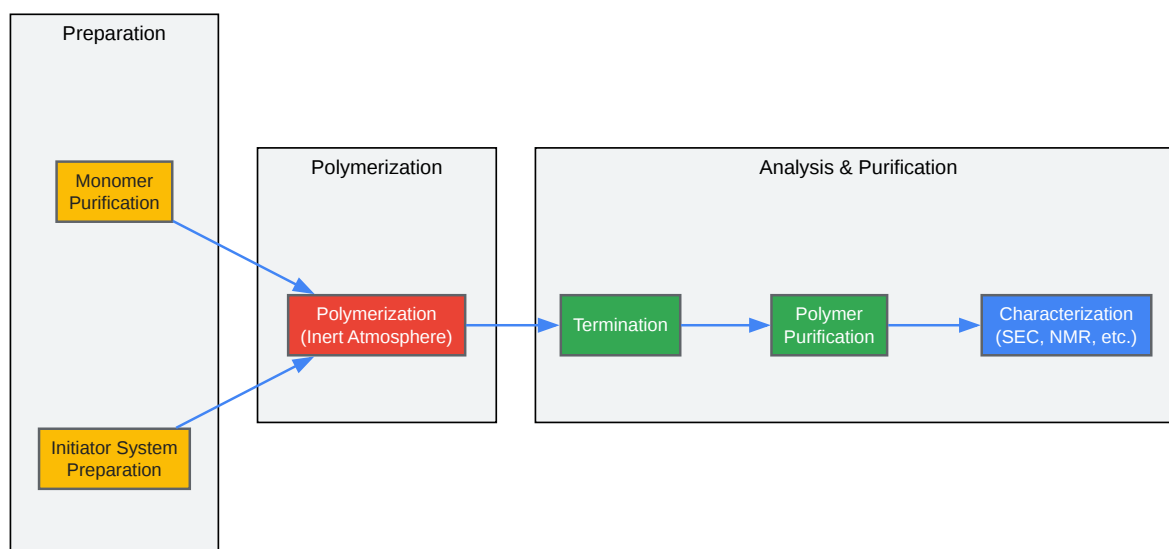 Preparation
Monomer
Purification
Initiator System
Preparation
Polymerization
Polymerization
(Inert Atmosphere)
Analysis & Purification
Termination
Polymer
Purification
Characterization
(SEC, NMR, etc.)